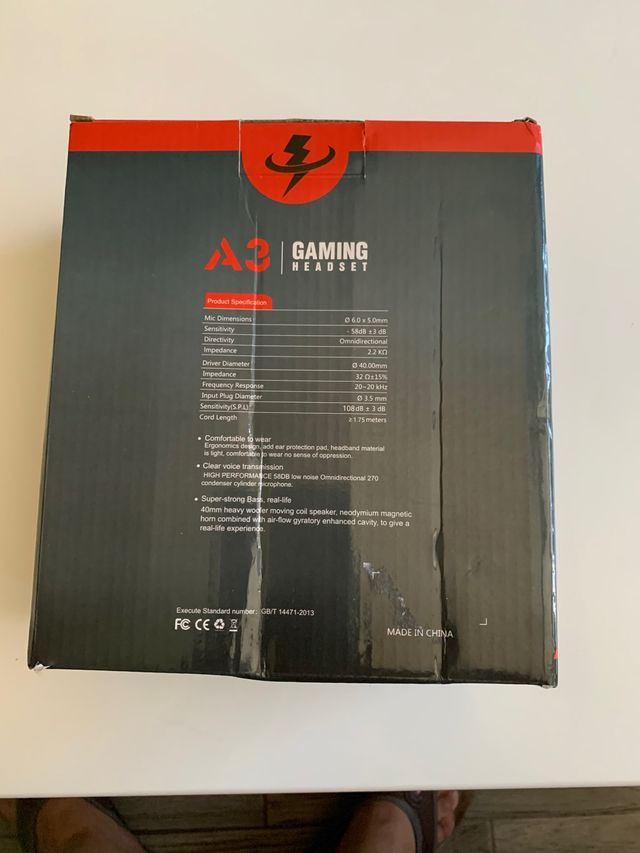 A3 GAMING
HEADSET
Product Specification
Mic Dimensions Ø 6.0 x 5.0mm
Sensitivity - 58dB ±3 dB
Directivity Omnidirectional
Impedance 2.2 KΩ
Driver Diameter Ø 40.00mm
Impedance 32 Ω±15%
Frequency Response 20~20 kHz
Input Plug Diameter Ø 3.5 mm
Sensitivity(S.P.L) 108dB ± 3 dB
Cord Length ≥1.75meters
• Comfortable to wear
Ergonomics design, add ear protection pad, headband material
is light, comfortable to wear no sense of oppression.
• Clear voice transmission
HIGH PERFORMANCE 58DB low noise Omnidirectional 270
condenser cylinder microphone.
• Super-strong Bass, real-life
40mm heavy woofer moving coil speaker, neodymium magnetic
horn combined with air-flow gyratory enhanced cavity, to give a
real-life experience.
Execute Standard number: GB/T 14471-2013
FC CE
MADE IN CHINA